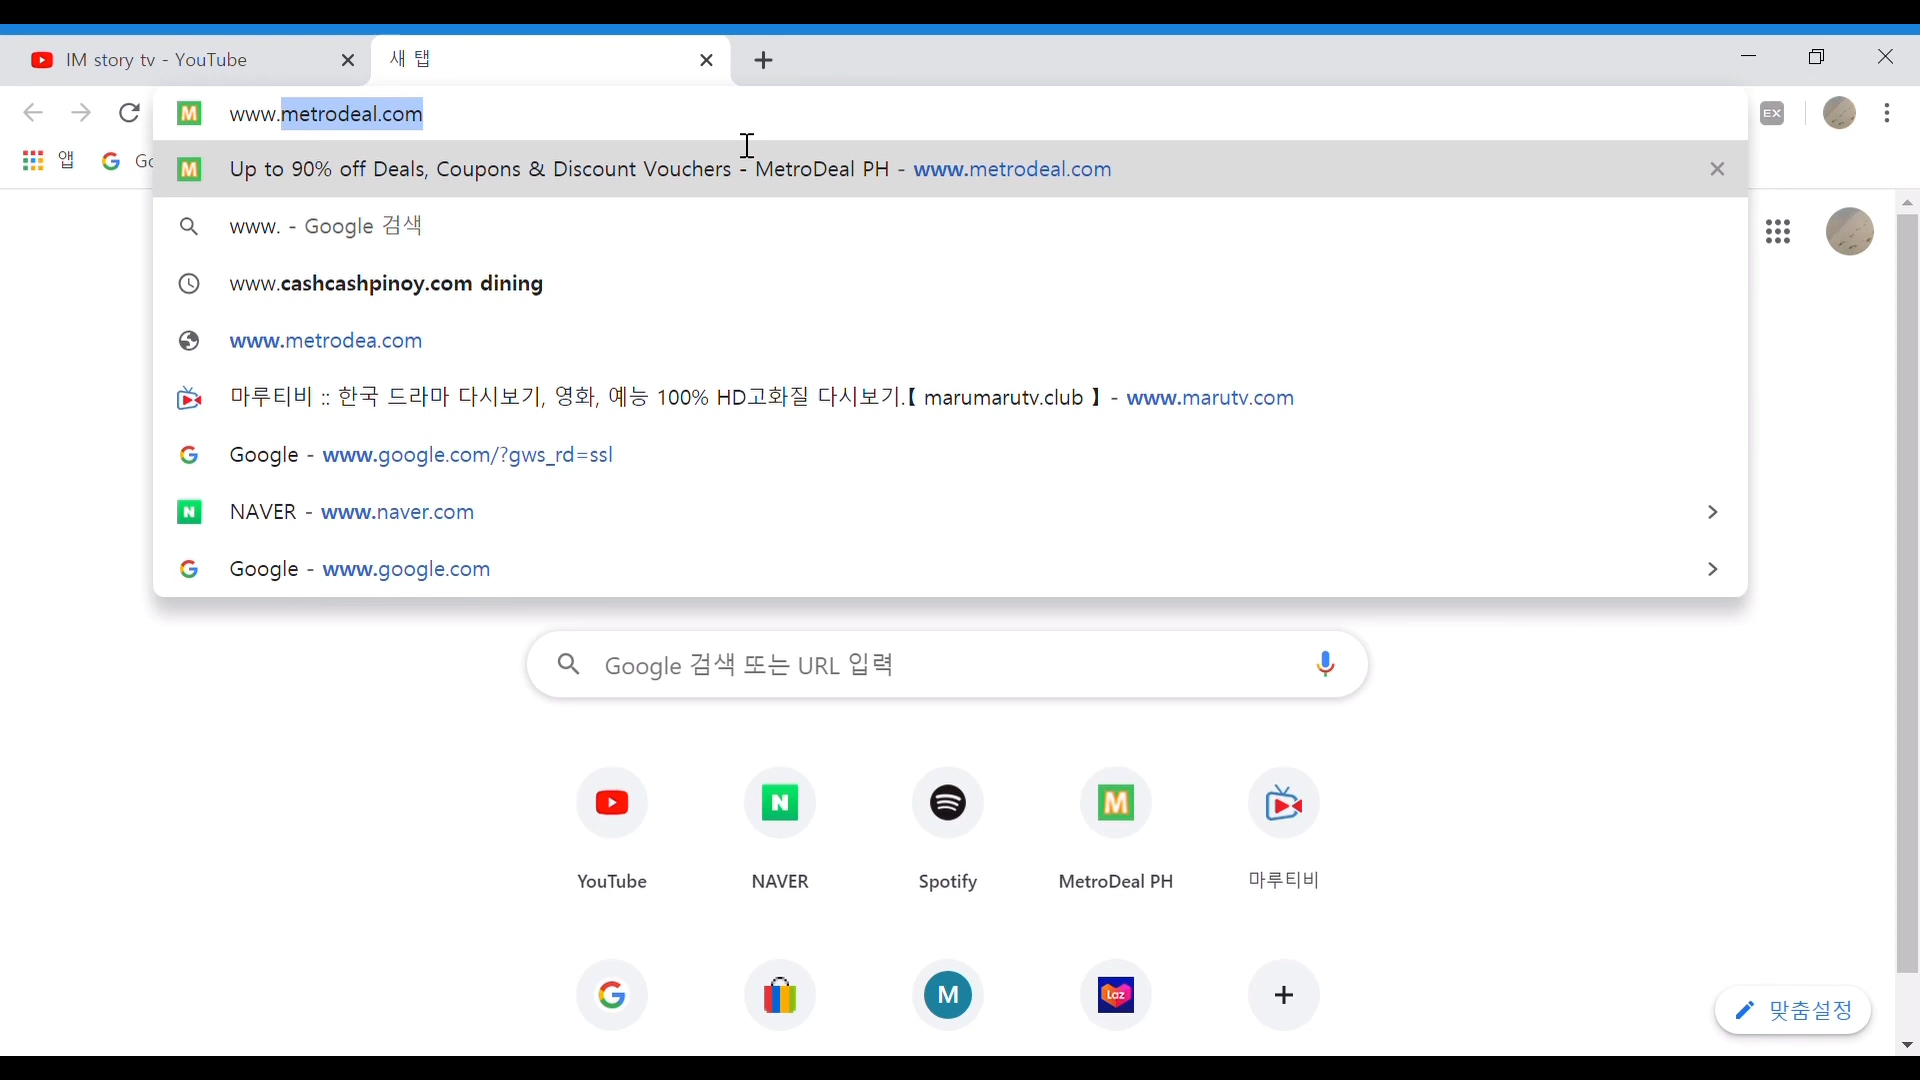 IM story tv - YouTube
새 탭
EX
M www.metrodeal.com
앱
M Up to 90% off Deals, Coupons & Discount Vouchers - MetroDeal PH - www.metrodeal.com
www. - Google 검색
www.cashcashpinoy.com dining
www.metrodea.com
마루티비 :: 한국 드라마 다시보기, 영화, 예능 100% HD고화질 다시보기.【 marumarutv.club 】 - www.marutv.com
G Google - www.google.com/?gws_rd=ssl
N NAVER - www.naver.com
G Google - www.google.com
Google 검색 또는 URL 입력
N M
YouTube NAVER Spotify MetroDeal PH 마루티비
G M Laz
맞춤설정